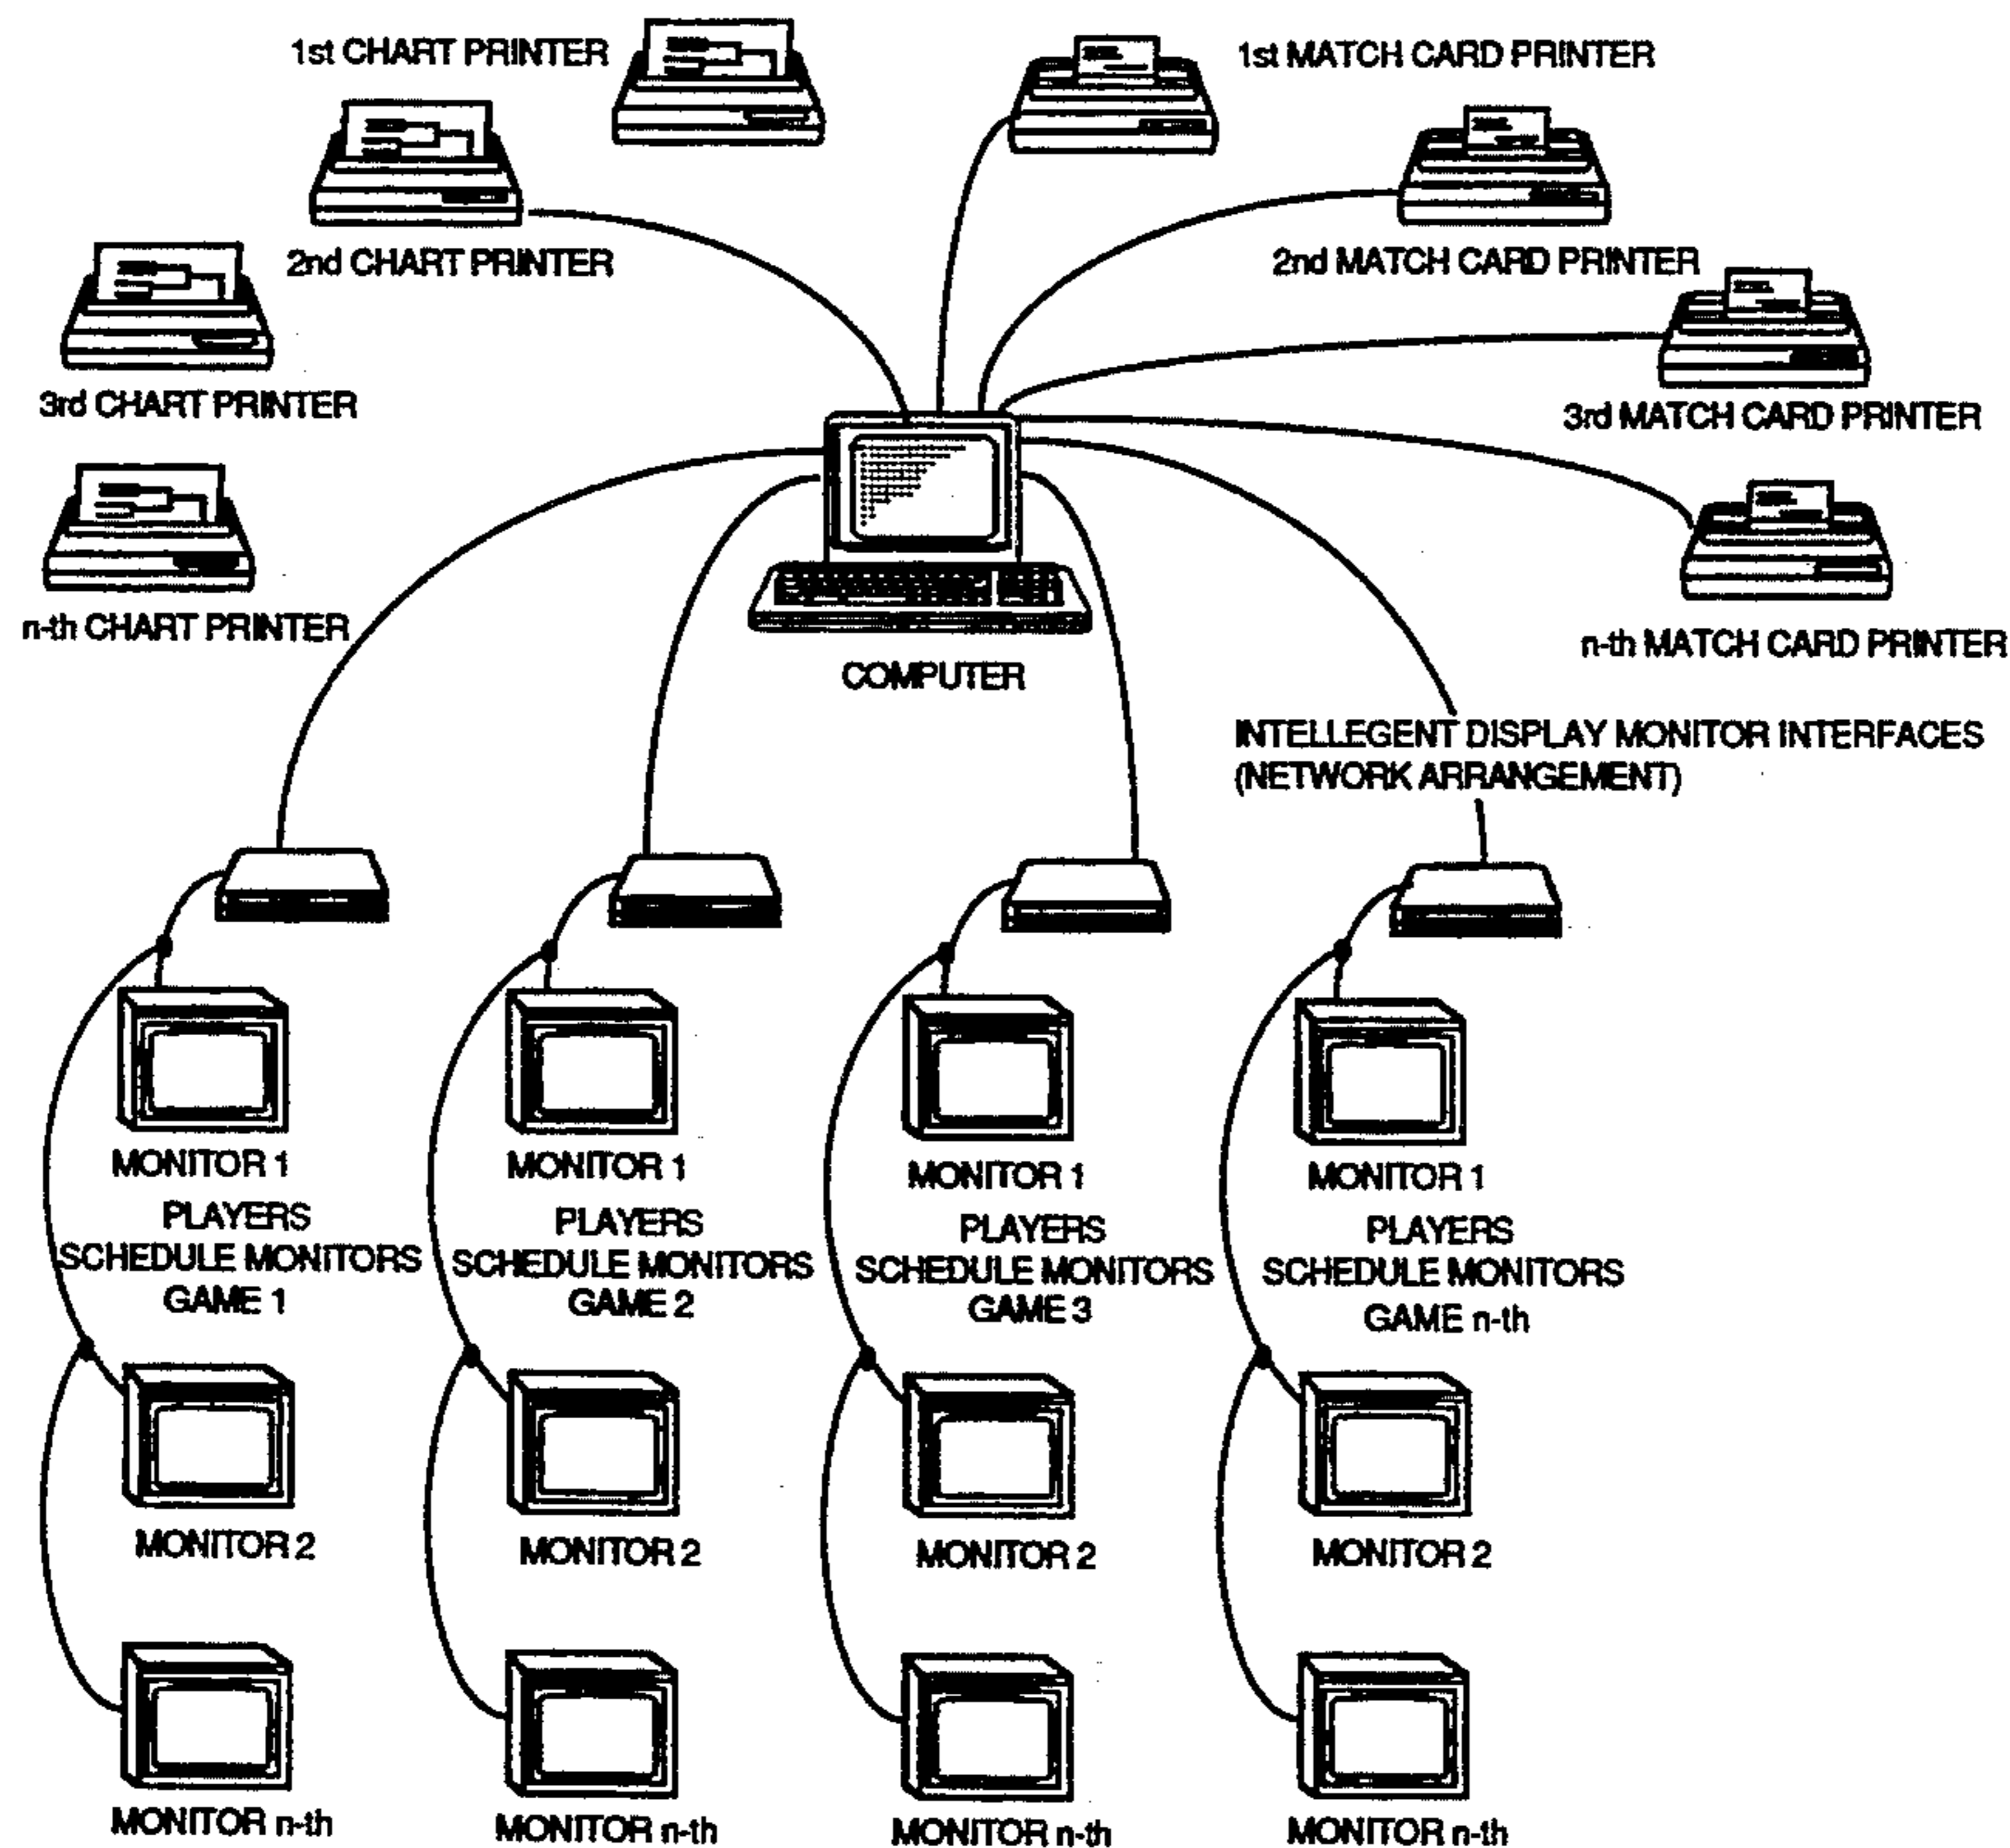 1st CHART PRINTER
1st MATCH CARD PRINTER
2nd CHART PRINTER
2nd MATCH CARD PRINTER
3rd CHART PRINTER
3rd MATCH CARD PRINTER
n-th CHART PRINTER
n-th MATCH CARD PRINTER
COMPUTER
INTELLEGENT DISPLAY MONITOR INTERFACES
(NETWORK ARRANGEMENT)
MONITOR 1
PLAYERS
SCHEDULE MONITORS
GAME 1
MONITOR 2
MONITOR n-th
MONITOR 1
PLAYERS
SCHEDULE MONITORS
GAME 2
MONITOR 2
MONITOR n-th
MONITOR 1
PLAYERS
SCHEDULE MONITORS
GAME 3
MONITOR 2
MONITOR n-th
MONITOR 1
PLAYERS
SCHEDULE MONITORS
GAME n-th
MONITOR 2
MONITOR n-th